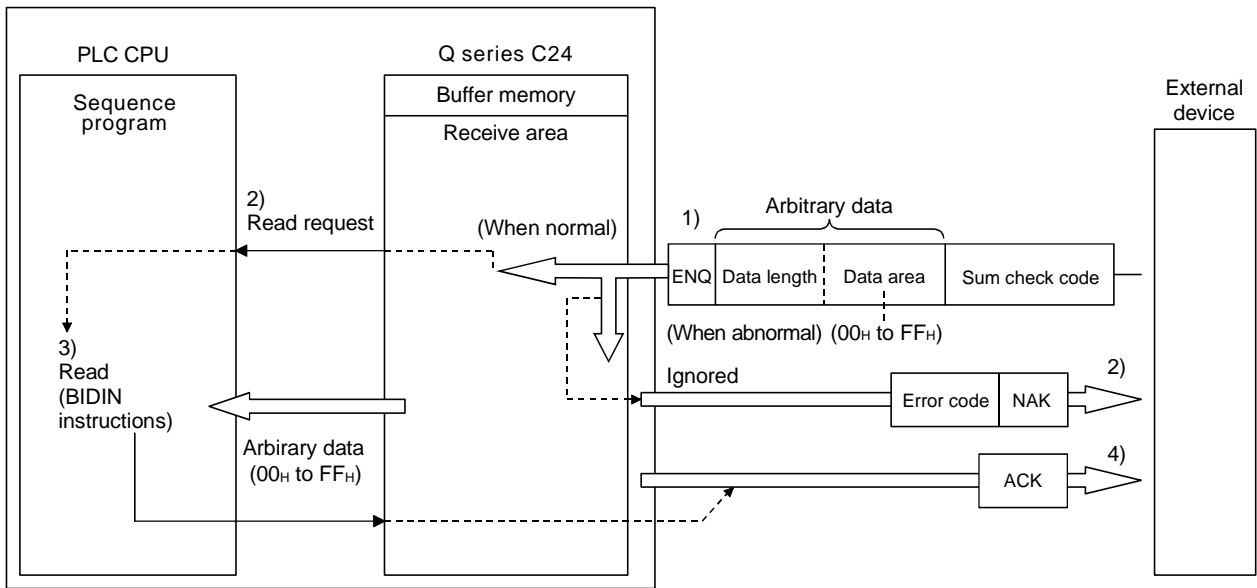 PLC CPU
Q series C24
Sequence
program
Buffer memory
Receive area
External
device
2)
Read request
(When normal)
1)
Arbitrary data
ENQ
Data length
Data area
Sum check code
(When abnormal)
(00H to FFH)
3)
Read
(BIDIN
instructions)
Ignored
Error code
NAK
2)
Arbirary data
(00H to FFH)
ACK
4)